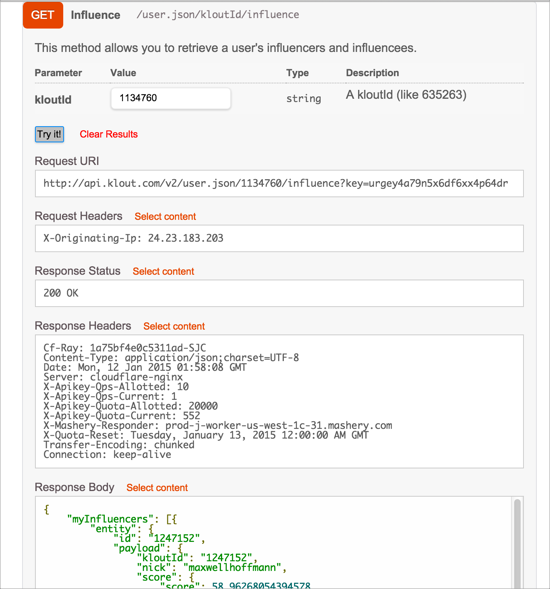 GET Influence /user.json/kloutId/influence
This method allows you to retrieve a user's influencers and influencees.
Parameter Value Type Description
kloutId 1134760 string A kloutId (like 635263)
Try it! Clear Results
Request URI
http://api.klout.com/v2/user.json/1134760/influence?key=urgey4a79n5x6df6xx4p64dr
Request Headers Select content
X-Originating-Ip: 24.23.183.203
Response Status Select content
200 OK
Response Headers Select content
Cf-Ray: 1a75bf4e0c5311ad-SJC
Content-Type: application/json;charset=UTF-8
Date: Mon, 12 Jan 2015 01:58:08 GMT
Server: cloudflare-nginx
X-Apikey-Qps-Allotted: 10
X-Apikey-Qps-Current: 1
X-Apikey-Quota-Allotted: 20000
X-Apikey-Quota-Current: 552
X-Mashery-Responder: prod-j-worker-us-west-1c-31.mashery.com
X-Quota-Reset: Tuesday, January 13, 2015 12:00:00 AM GMT
Transfer-Encoding: chunked
Connection: keep-alive
Response Body Select content
{
"myInfluencers": [{
"entity": {
"id": "1247152",
"payload": {
"kloutId": "1247152",
"nick": "maxwellhoffmann",
"score": {
"score": 58.96268054394578